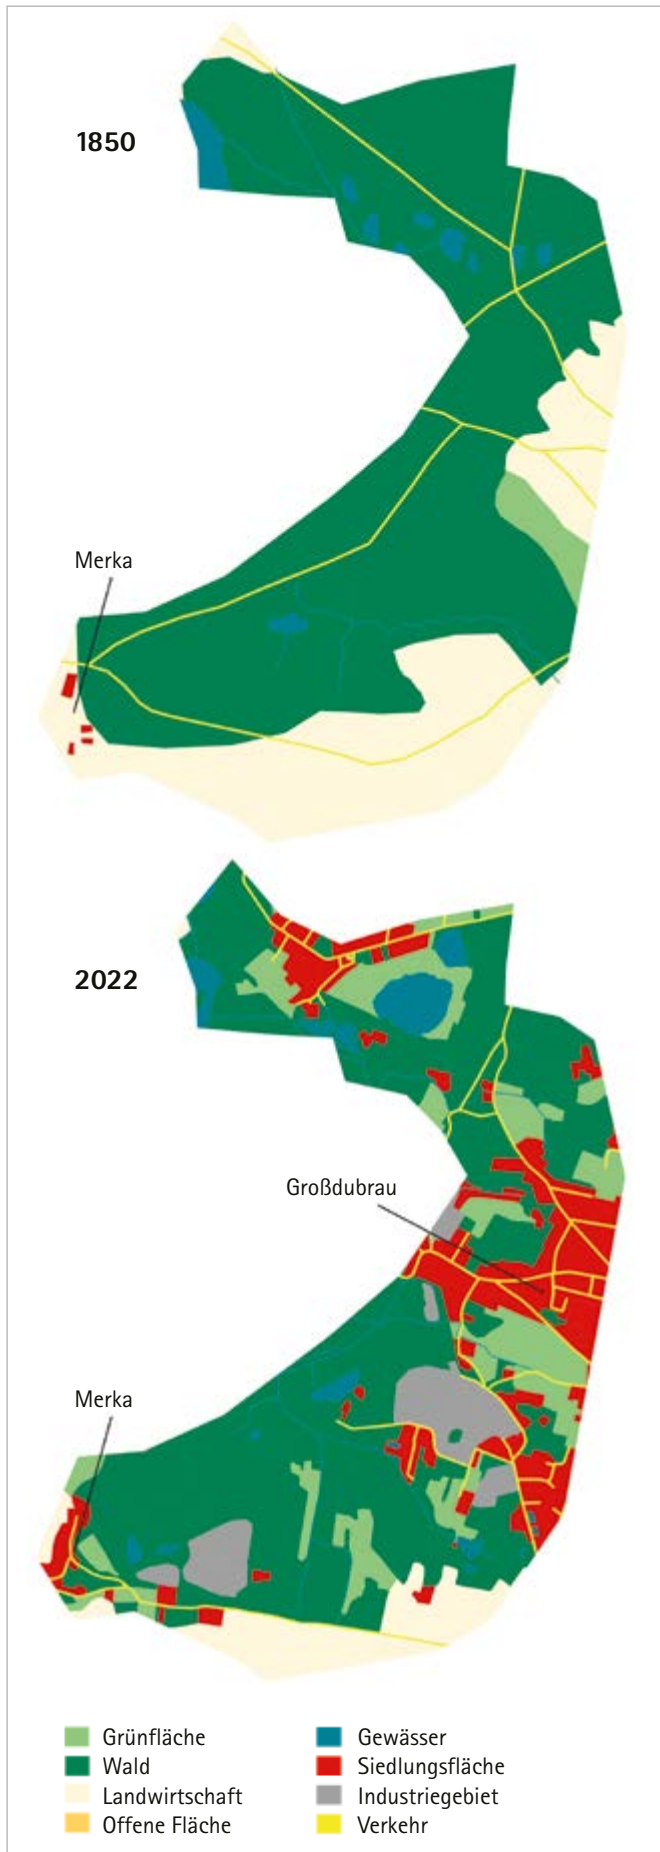 1850
Merka
2022
Großdubrau
Merka
Grünfläche
Wald
Landwirtschaft
Offene Fläche
Gewässer
Siedlungsfläche
Industriegebiet
Verkehr